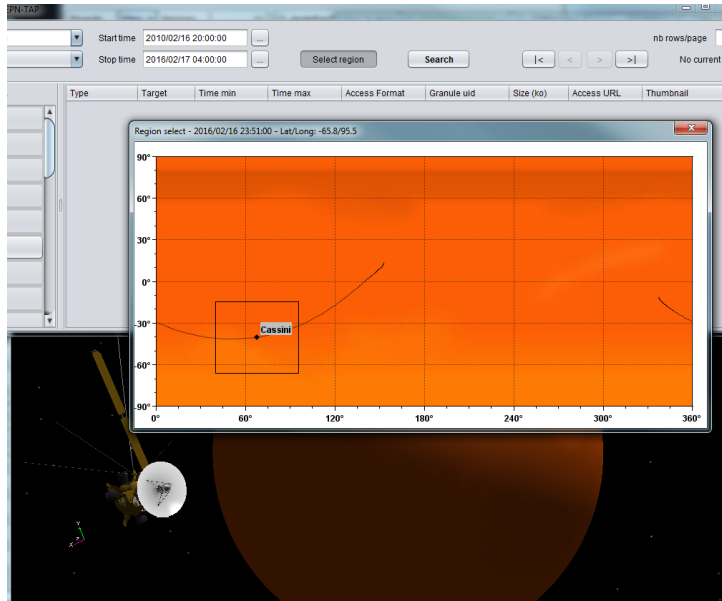 EPN-TAP
Start time 2010/02/16 20:00:00 ... nb rows/page
Stop time 2016/02/17 04:00:00 ... Select region Search |< < > >| No current
Type Target Time min Time max Access Format Granule uid Size (ko) Access URL Thumbnail
Region select - 2016/02/16 23:51:00 - Lat/Long: -65.8/95.5
90°
60°
30°
0°
-30°
Cassini
-60°
-90°
0° 60° 120° 180° 240° 300° 360°
Y
Z
X